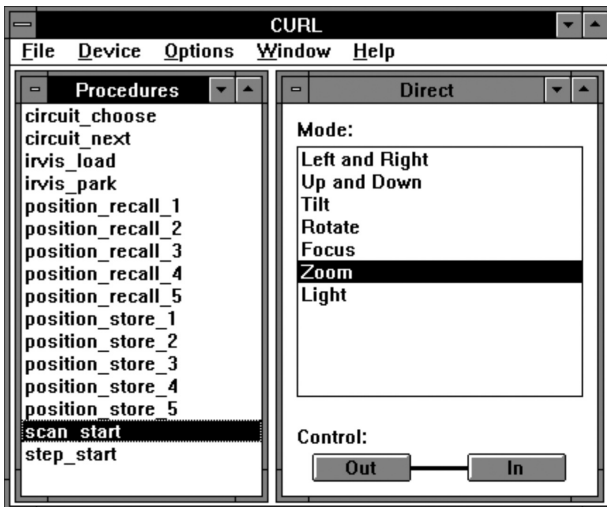 CURL
File Device Options Window Help
Procedures
circuit_choose
circuit_next
irvis_load
irvis_park
position_recall_1
position_recall_2
position_recall_3
position_recall_4
position_recall_5
position_store_1
position_store_2
position_store_3
position_store_4
position_store_5
scan_start
step_start
Direct
Mode:
Left and Right
Up and Down
Tilt
Rotate
Focus
Zoom
Light
Control:
Out In